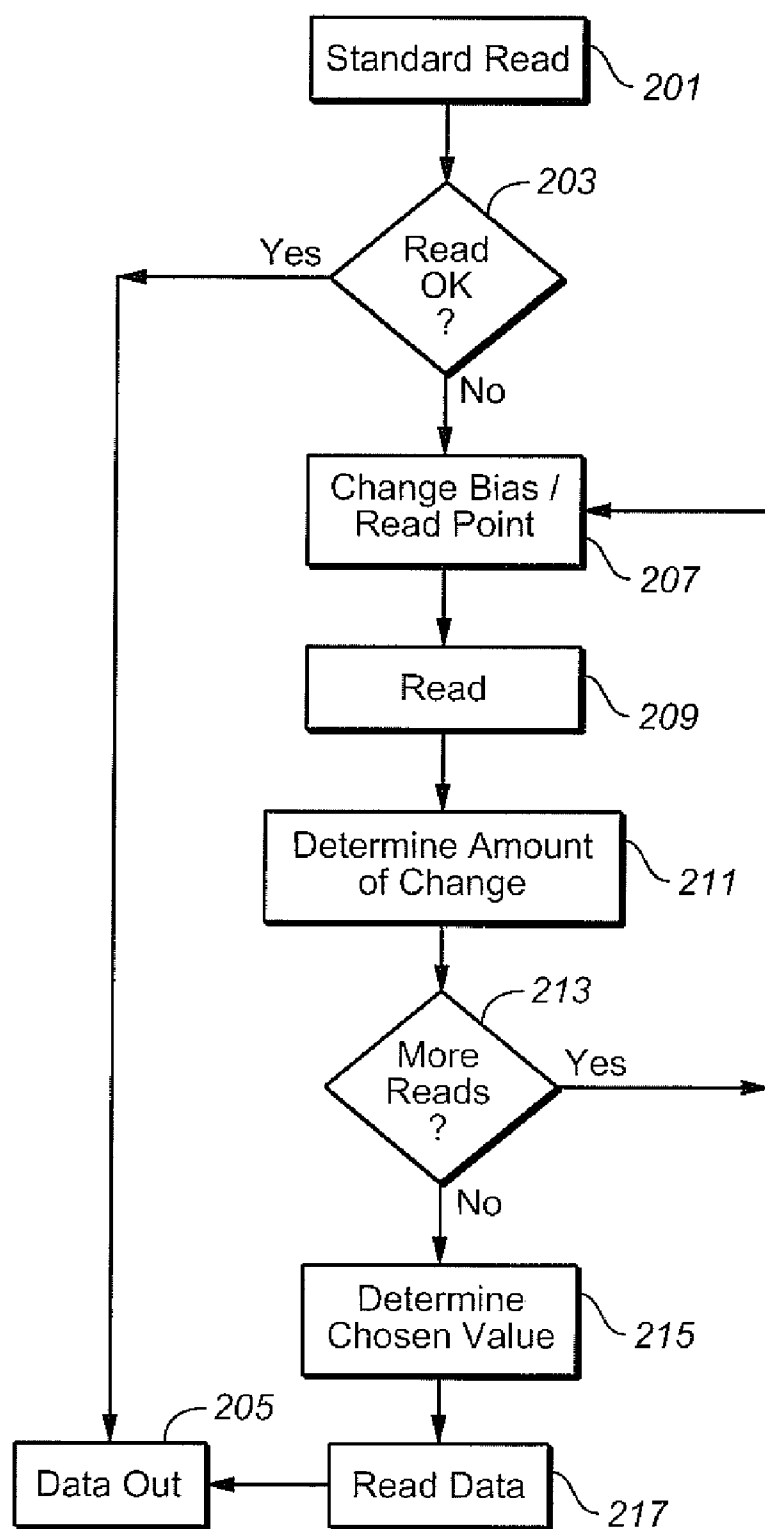 Standard Read
201
203
Read
OK
?
Yes
No
Change Bias /
Read Point
207
Read
209
Determine Amount
of Change
211
213
More
Reads
?
Yes
No
Determine
Chosen Value
215
205
Data Out
Read Data
217